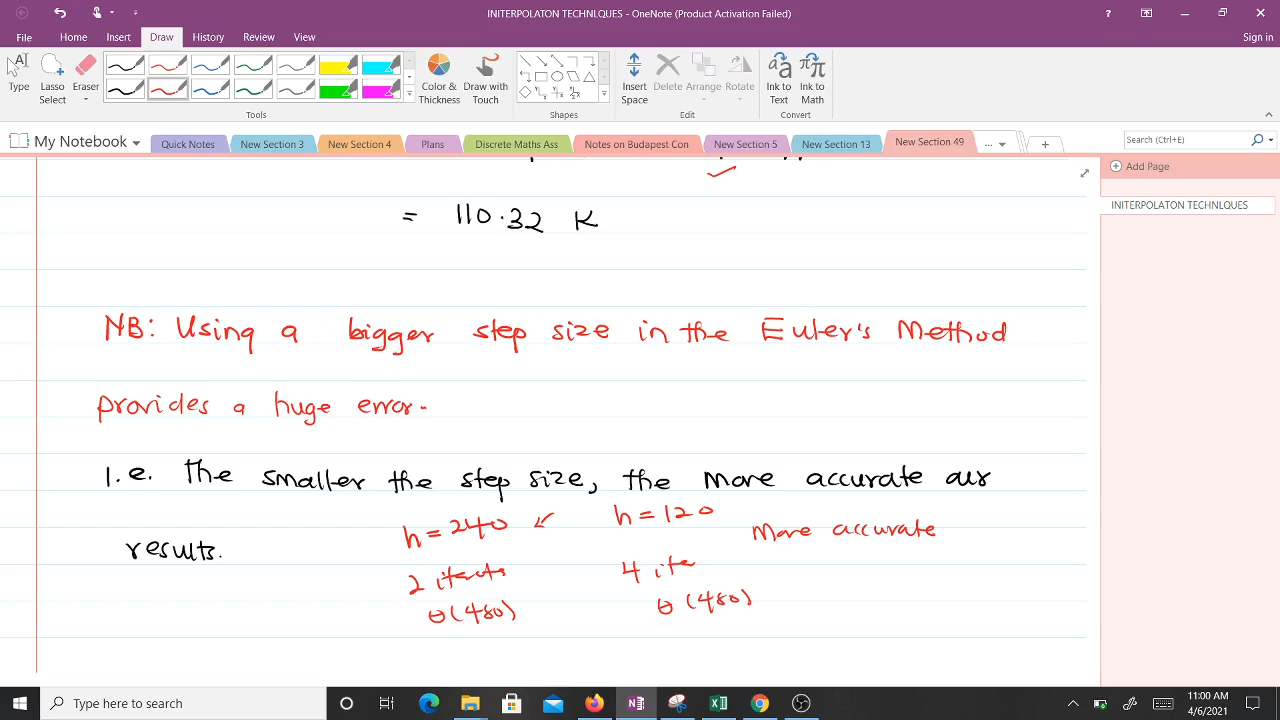 INITERPOLATON TECHNLQUES - OneNote (Product Activation Failed)
File Home Insert Draw History Review View Sign in
Type Lasso Select Eraser Color & Thickness Draw with Touch Insert Space Delete Arrange Rotate Ink to Text Ink to Math
Tools Shapes Edit Convert
My Notebook Quick Notes New Section 3 New Section 4 Plans Discrete Maths Ass Notes on Budapest Con New Section 5 New Section 13 New Section 49 ... Search (Ctrl+E)
Add Page
INITERPOLATON TECHNLQUES
= 110.32 K
NB: Using a bigger step size in the Euler's Method
provides a huge error.
1.e. The smaller the step size, the more accurate our
results.
h = 240 h = 120 More accurate
2 iterats 4 ite
θ(480) θ(480)
Type here to search
11:00 AM
4/6/2021